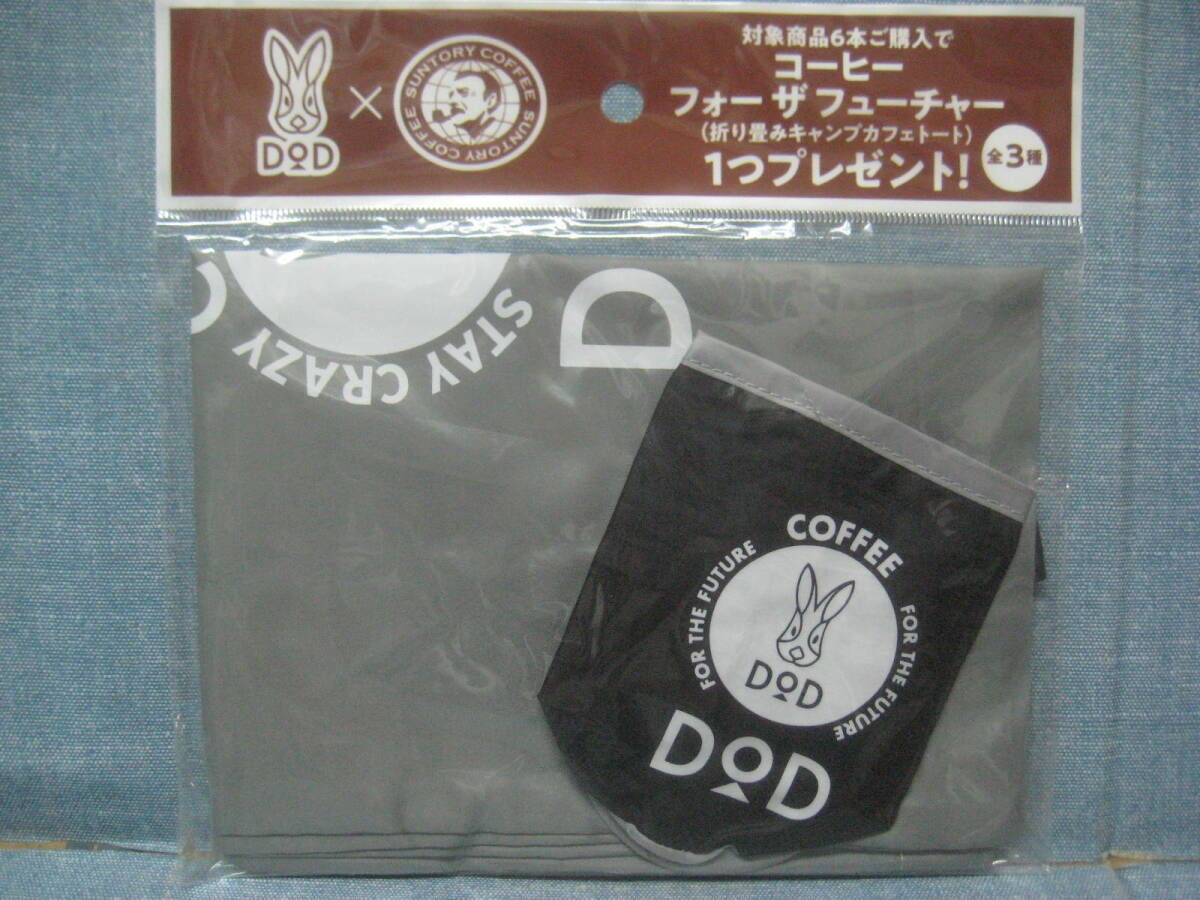 DOD
×
SUNTORY COFFEE SUNTORY COFFEE
対象商品6本ご購入で
コーヒー
フォー ザ フューチャー
(折り畳みキャンプカフェトート)
1つプレゼント!
全3種
STAY CRAZY
D
COFFEE
FOR THE FUTURE
FOR THE FUTURE
DOD
DOD